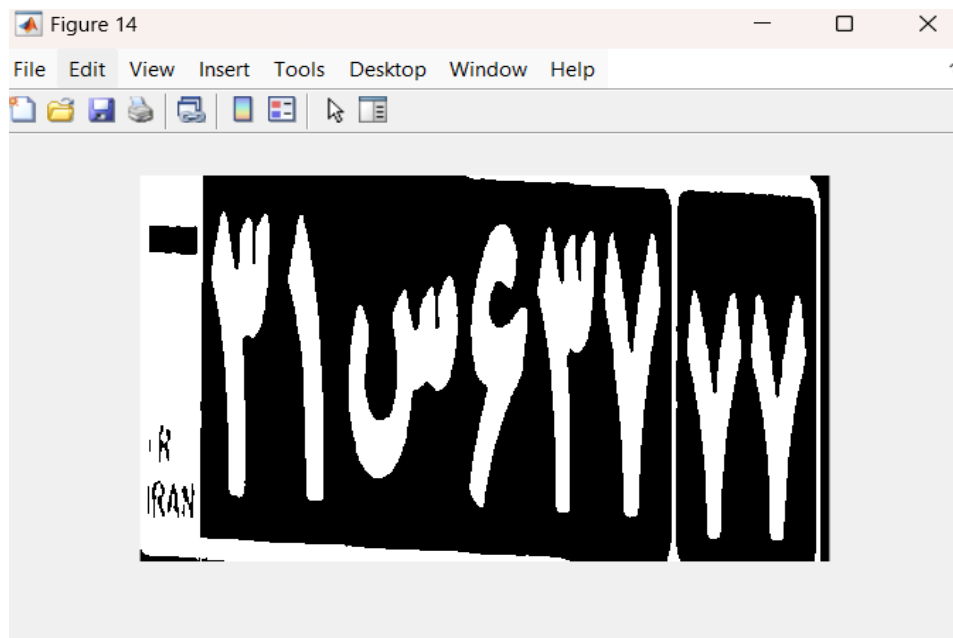 Figure 14
File Edit View Insert Tools Desktop Window Help
۳۱س۶۳۷ ۷۷
R
IRAN